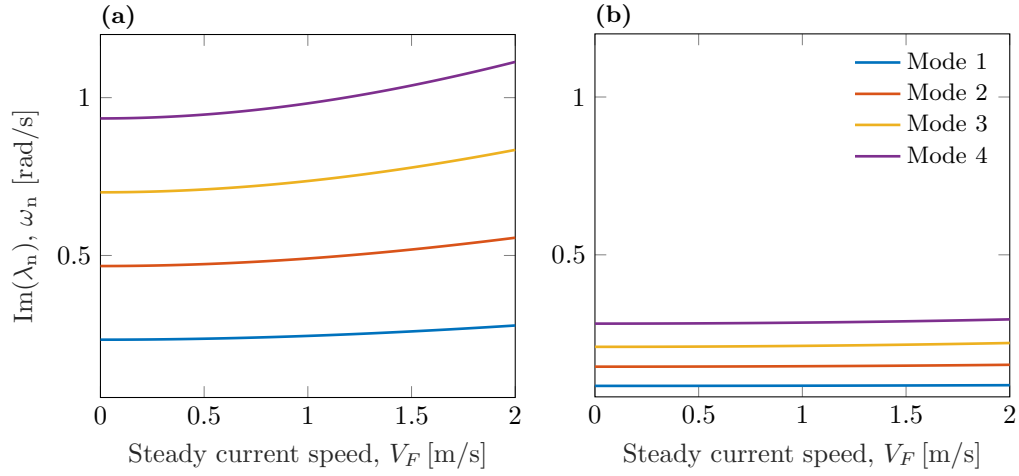 (a)
(b)
Im(λn), ωn [rad/s]
1
0.5
0
0.5
1
1.5
2
Steady current speed, VF [m/s]
1
0.5
0
0.5
1
1.5
2
Steady current speed, VF [m/s]
Mode 1
Mode 2
Mode 3
Mode 4